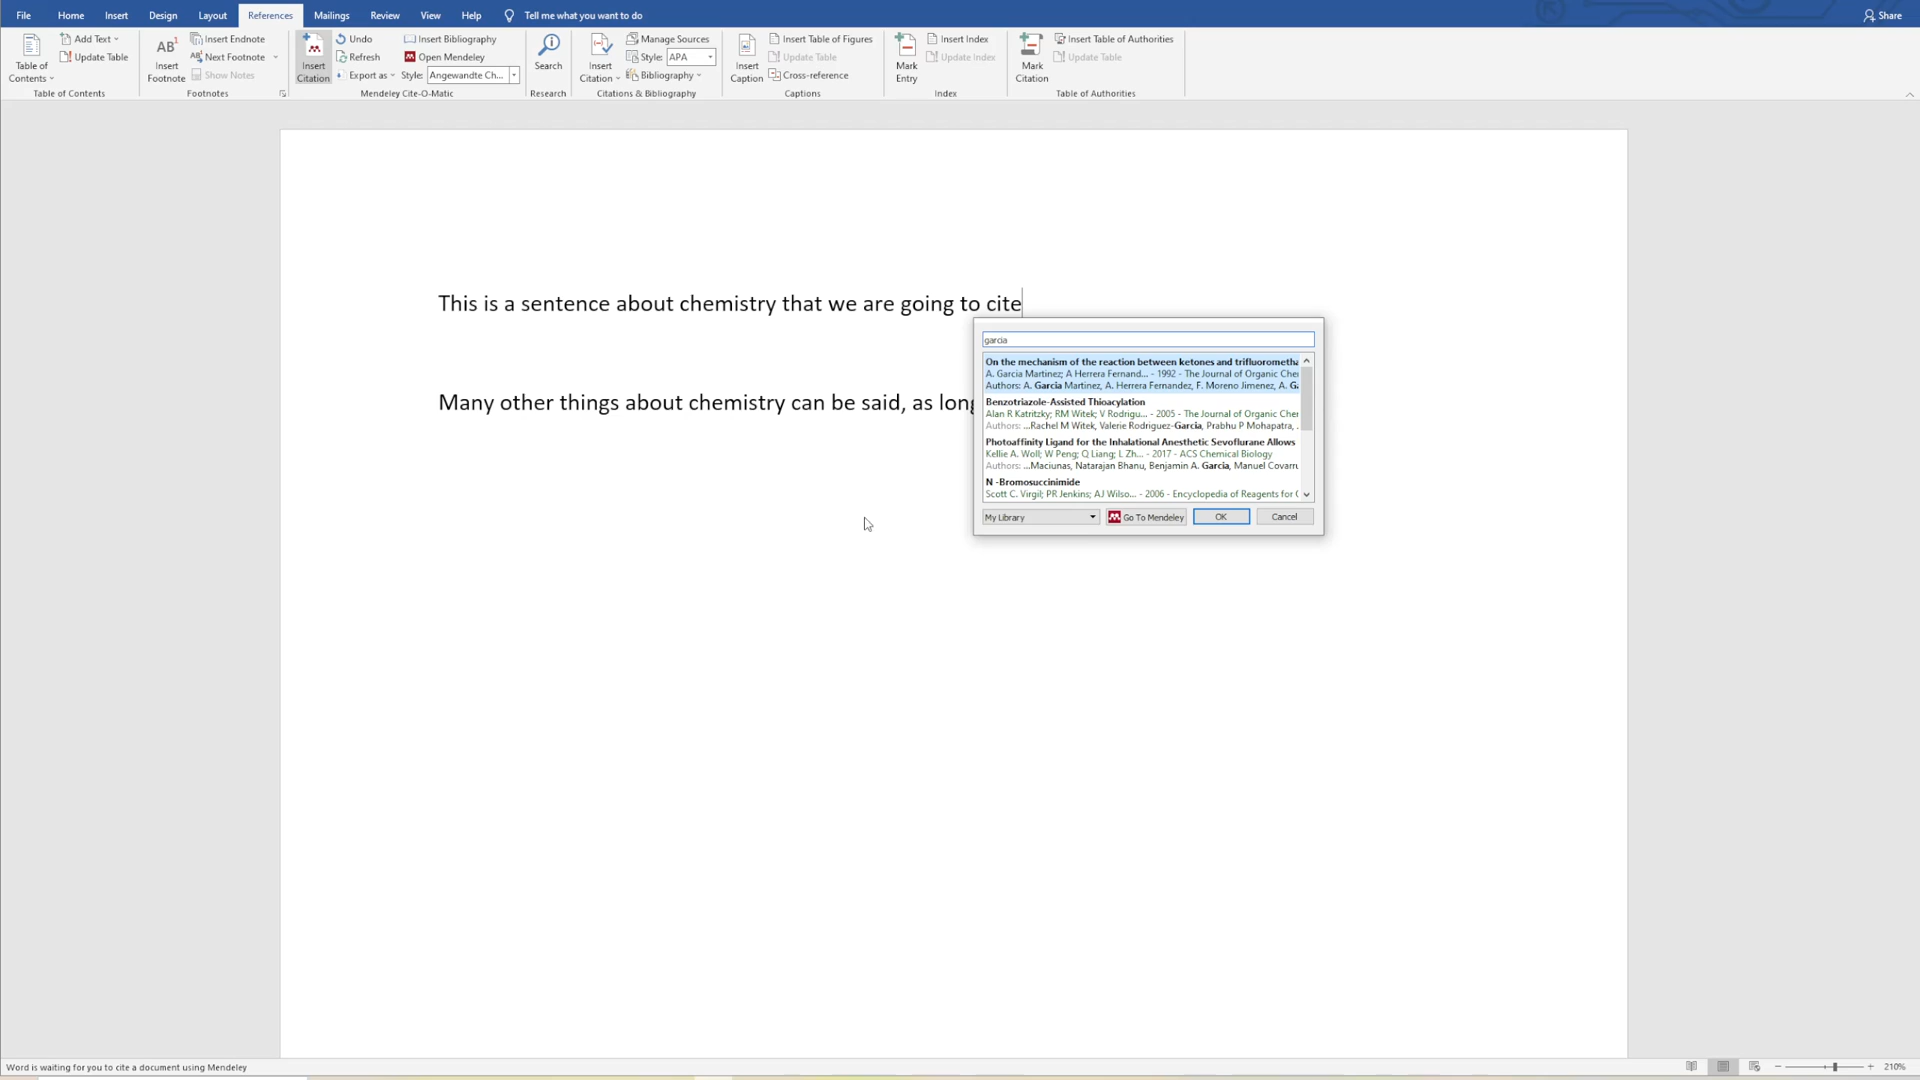 File Home Insert Design Layout References Mailings Review View Help Tell me what you want to do Share
Table of Contents
Add Text
Update Table
Table of Contents
AB1 Insert Footnote
Insert Endnote
Next Footnote
Show Notes
Footnotes
Insert Citation
Undo
Refresh
Export as
Insert Bibliography
Open Mendeley
Style: Angewandte Ch...
Mendeley Cite-O-Matic
Search
Research
Insert Citation
Manage Sources
Style: APA
Bibliography
Citations & Bibliography
Insert Caption
Insert Table of Figures
Update Table
Cross-reference
Captions
Mark Entry
Insert Index
Update Index
Index
Mark Citation
Insert Table of Authorities
Update Table
Table of Authorities
This is a sentence about chemistry that we are going to cite
Many other things about chemistry can be said, as long
garcia
On the mechanism of the reaction between ketones and trifluorometha
A. Garcia Martinez; A Herrera Fernand... - 1992 - The Journal of Organic Che
Authors: A. Garcia Martinez, A. Herrera Fernandez, F. Moreno Jimenez, A. Ga
Benzotriazole-Assisted Thioacylation
Alan R Katritzky; RM Witek; V Rodrigu... - 2005 - The Journal of Organic Che
Authors: ...Rachel M Witek, Valerie Rodriguez-Garcia, Prabhu P Mohapatra, .
Photoaffinity Ligand for the Inhalational Anesthetic Sevoflurane Allows
Kellie A. Woll; W Peng; Q Liang; L Zh... - 2017 - ACS Chemical Biology
Authors: ...Maciunas, Natarajan Bhanu, Benjamin A. Garcia, Manuel Covarru
N -Bromosuccinimide
Scott C. Virgil; PR Jenkins; AJ Wilso... - 2006 - Encyclopedia of Reagents for O
My Library Go To Mendeley OK Cancel
Word is waiting for you to cite a document using Mendeley 210%